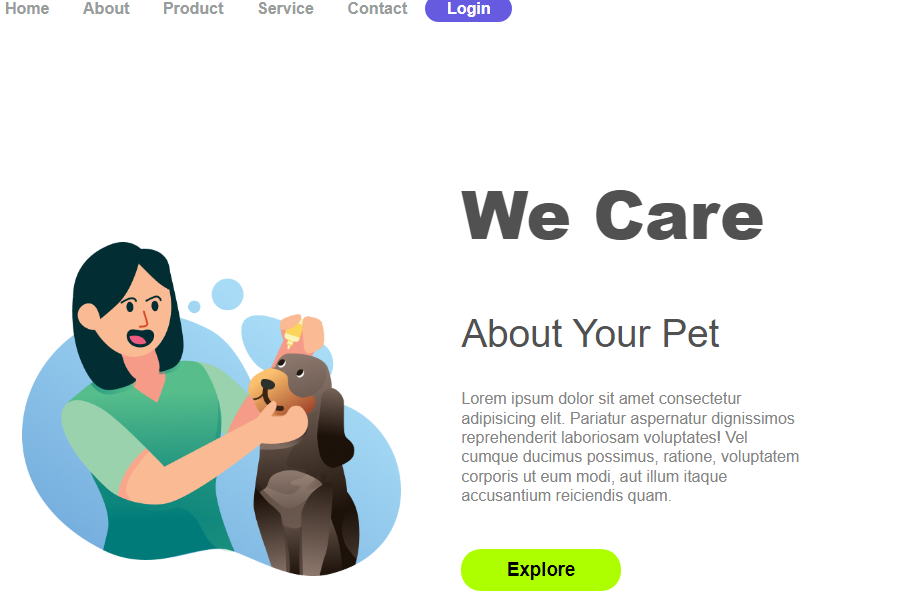 Home About Product Service Contact Login
We Care
About Your Pet
Lorem ipsum dolor sit amet consectetur
adipisicing elit. Pariatur aspernatur dignissimos
reprehenderit laboriosam voluptates! Vel
cumque ducimus possimus, ratione, voluptatem
corporis ut eum modi, aut illum itaque
accusantium reiciendis quam.
Explore